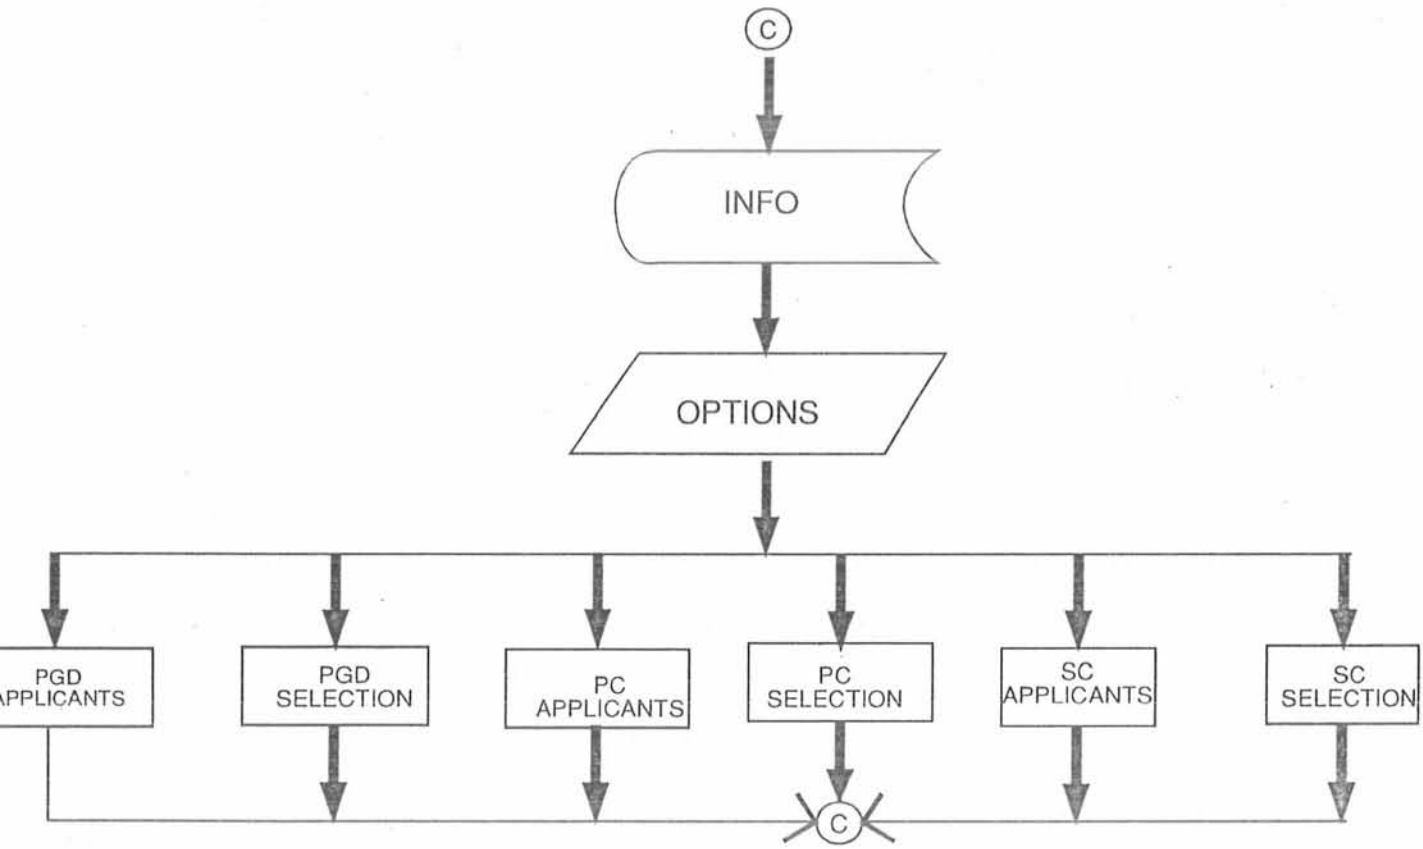 C
INFO
OPTIONS
PGD
APPLICANTS
PGD
SELECTION
PC
APPLICANTS
PC
SELECTION
SC
APPLICANTS
SC
SELECTION
C